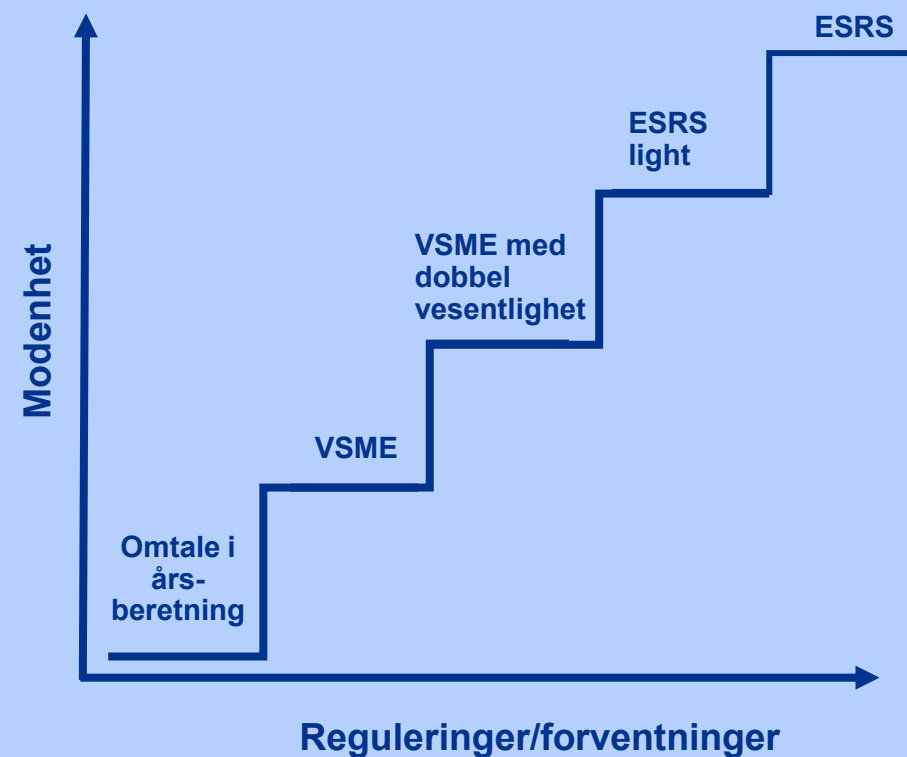 ESRS
ESRS
light
VSME med
dobbel
vesentlighet
VSME
Omtale i
års-
beretning
Modenhet
Reguleringer/forventninger